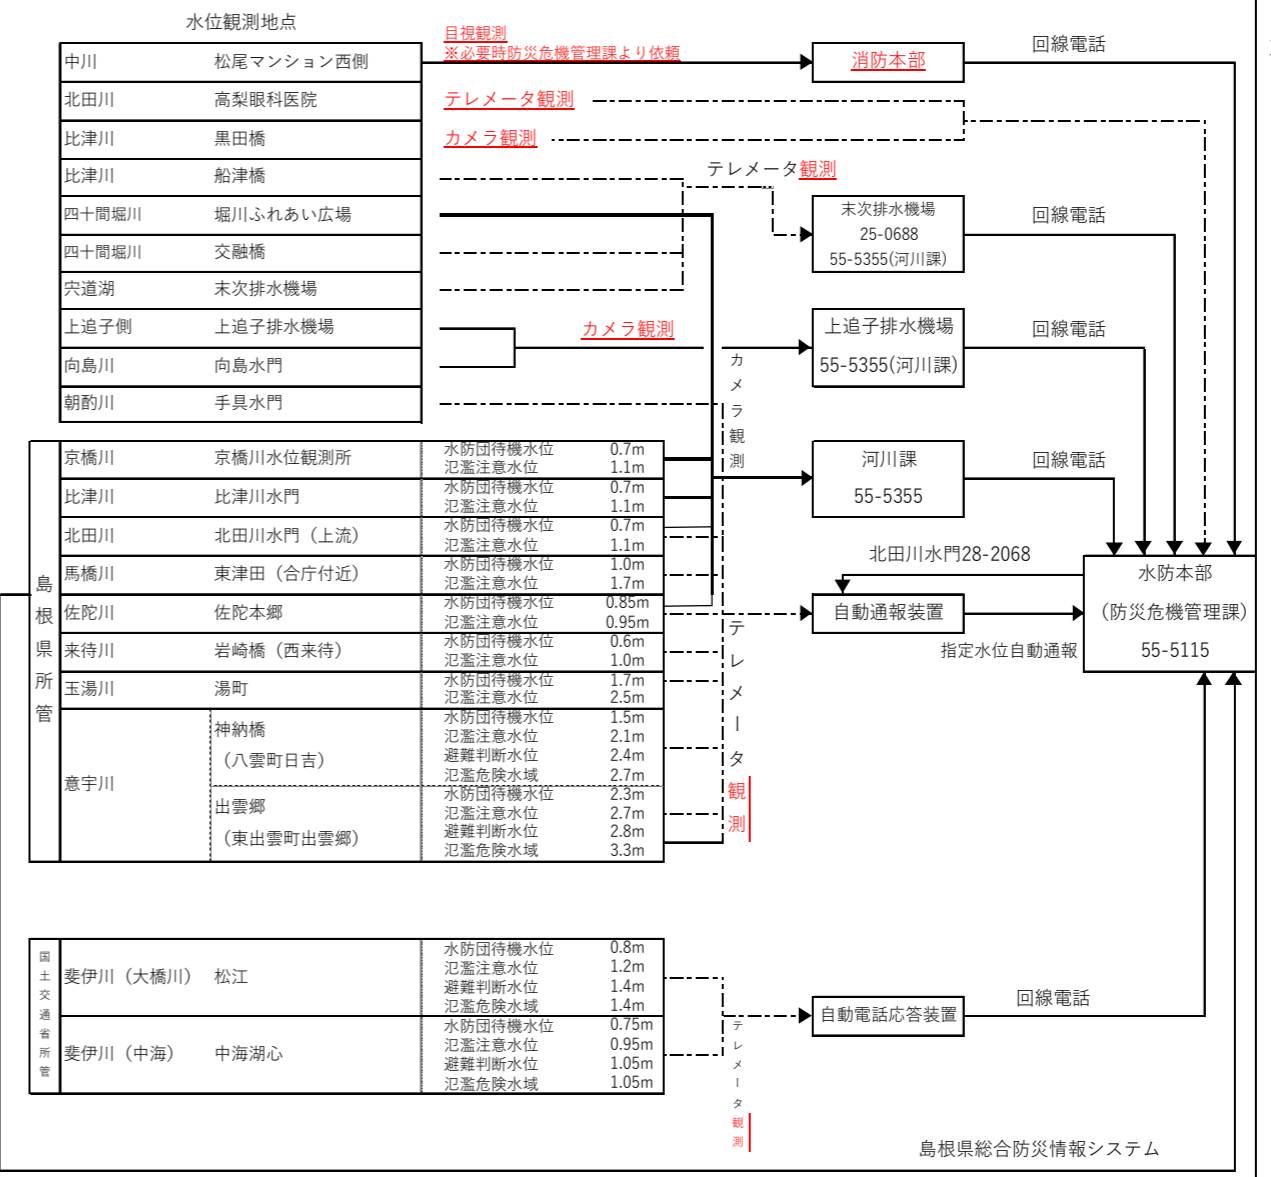 水位観測地点
目視観測
※必要時防災危機管理課より依頼
中川 松尾マンション西側
消防本部
回線電話
北田川 高梨眼科医院
テレメータ観測
比津川 黒田橋
カメラ観測
比津川 船津橋
テレメータ観測
四十間堀川 堀川ふれあい広場
四十間堀川 交融橋
宍道湖 末次排水機場
末次排水機場
25-0688
55-5355(河川課)
回線電話
上追子側 上追子排水機場
カメラ観測
向島川 向島水門
上追子排水機場
55-5355(河川課)
回線電話
朝酌川 手貝水門
カメラ観測
島根県所管
京橋川 京橋川水位観測所
水防団待機水位 0.7m
氾濫注意水位 1.1m
比津川 比津川水門
水防団待機水位 0.7m
氾濫注意水位 1.1m
北田川 北田川水門（上流）
水防団待機水位 0.7m
氾濫注意水位 1.1m
馬橋川 東津田（合庁付近）
水防団待機水位 1.0m
氾濫注意水位 1.7m
佐陀川 佐陀本郷
水防団待機水位 0.85m
氾濫注意水位 0.95m
来待川 岩崎橋（西来待）
水防団待機水位 0.6m
氾濫注意水位 1.0m
玉湯川 湯町
水防団待機水位 1.7m
氾濫注意水位 2.5m
意宇川
神納橋
（八雲町日吉）
水防団待機水位 1.5m
氾濫注意水位 2.1m
避難判断水位 2.4m
氾濫危険水域 2.7m
出雲郷
（東出雲町出雲郷）
水防団待機水位 2.3m
氾濫注意水位 2.7m
避難判断水位 2.8m
氾濫危険水域 3.3m
テレメータ観測
河川課
55-5355
回線電話
北田川水門28-2068
自動通報装置
指定水位自動通報
水防本部
（防災危機管理課）
55-5115
国土交通省所管
斐伊川（大橋川） 松江
水防団待機水位 0.8m
氾濫注意水位 1.2m
避難判断水位 1.4m
氾濫危険水域 1.4m
斐伊川（中海） 中海湖心
水防団待機水位 0.75m
氾濫注意水位 0.95m
避難判断水位 1.05m
氾濫危険水域 1.05m
テレメータ観測
自動電話応答装置
回線電話
島根県総合防災情報システム